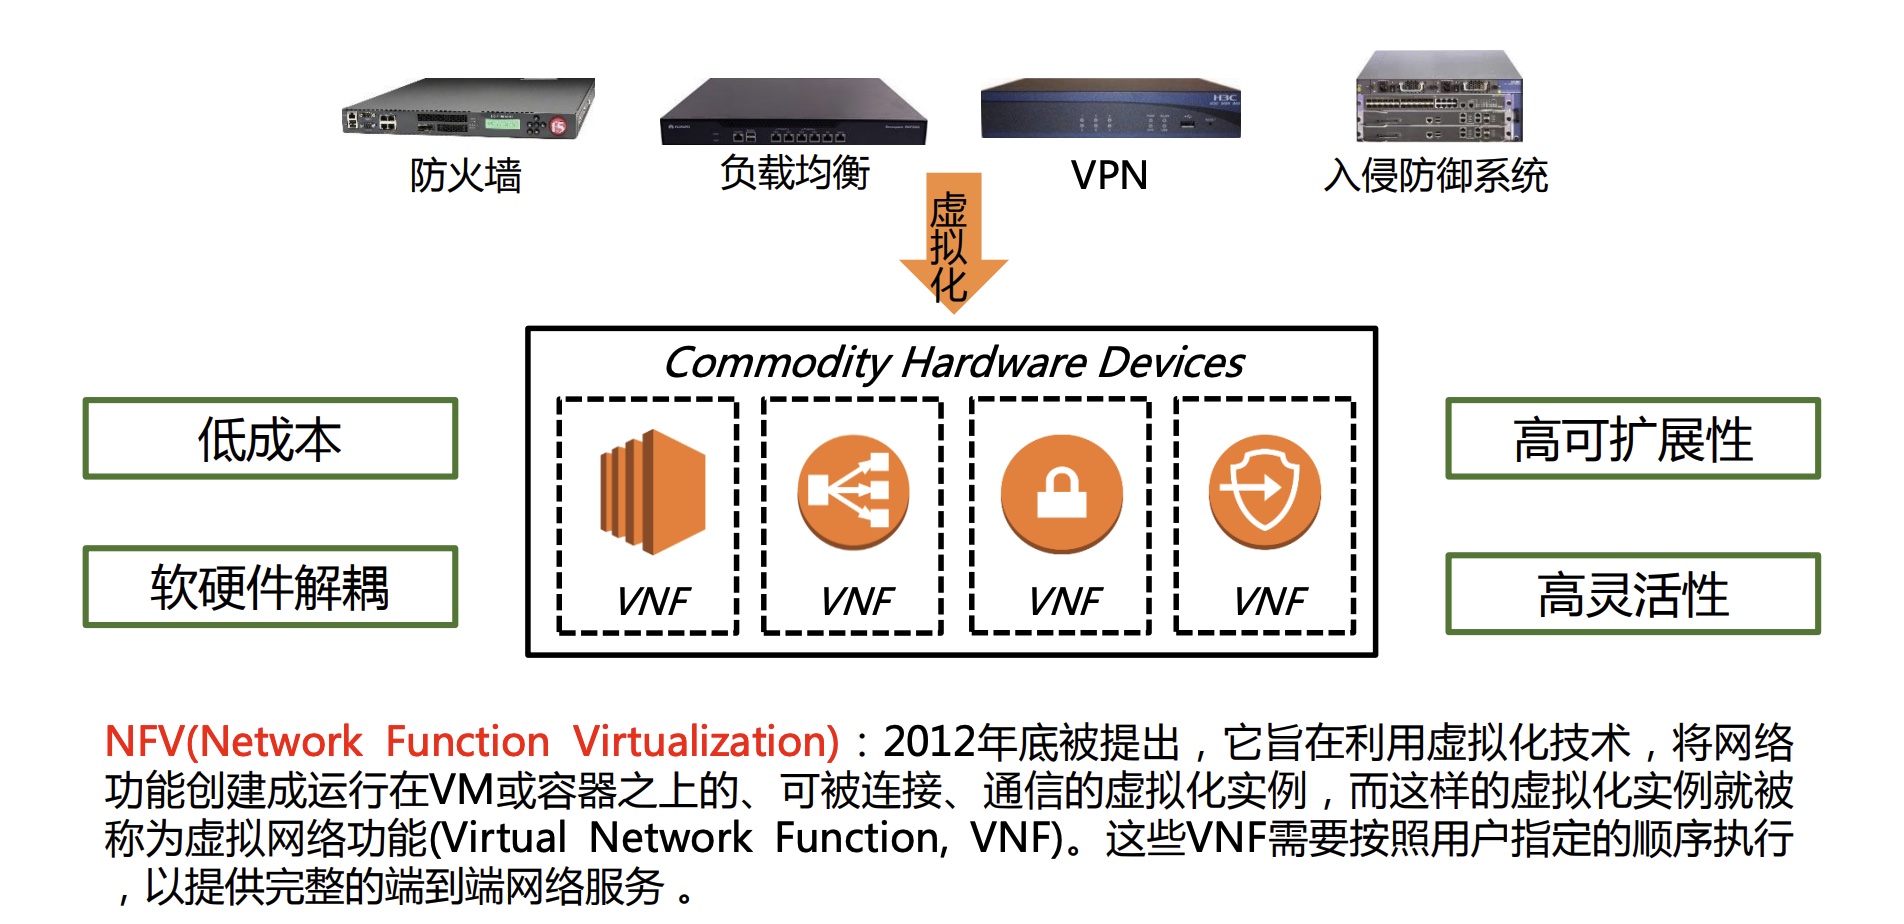 防火墙
负载均衡
VPN
入侵防御系统
H3C
虚拟化
Commodity Hardware Devices
低成本
高可扩展性
软硬件解耦
高灵活性
VNF
VNF
VNF
VNF
NFV(Network Function Virtualization)：2012年底被提出，它旨在利用虚拟化技术，将网络
功能创建成运行在VM或容器之上的、可被连接、通信的虚拟化实例，而这样的虚拟化实例就被
称为虚拟网络功能(Virtual Network Function, VNF)。这些VNF需要按照用户指定的顺序执行
，以提供完整的端到端网络服务 。